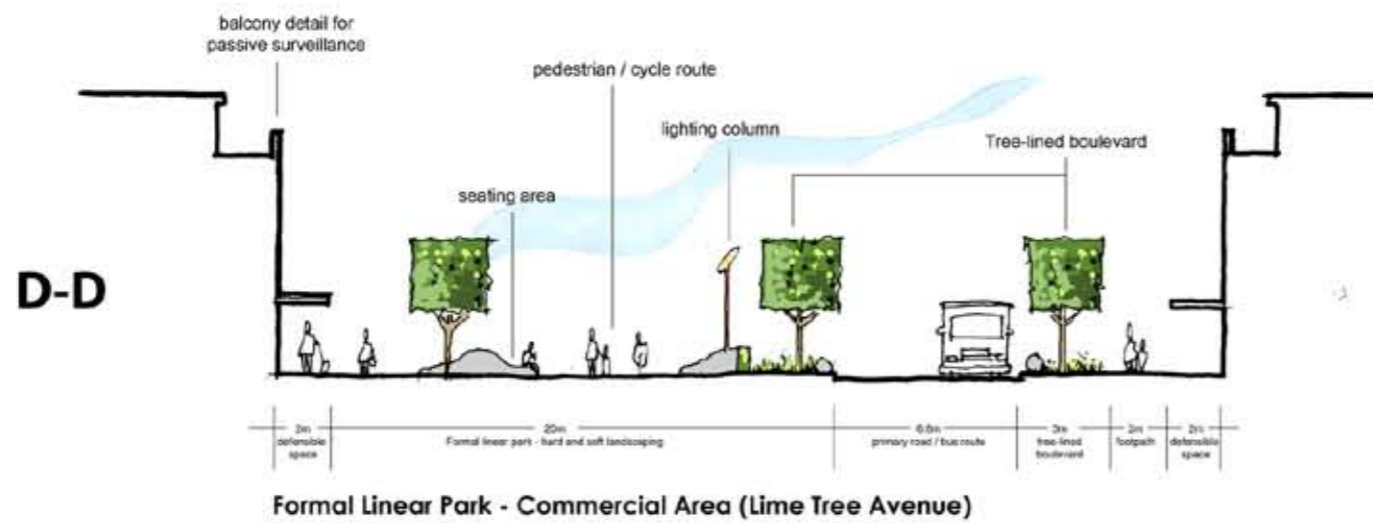 balcony detail for
passive surveillance
pedestrian / cycle route
lighting column
Tree-lined boulevard
seating area
D-D
2m
defensible
space
20m
Formal linear park - hard and soft landscaping
primary road / bus route
3m
tree-lined
boulevard
2m
footpath
2m
defensible
space
Formal Linear Park - Commercial Area (Lime Tree Avenue)